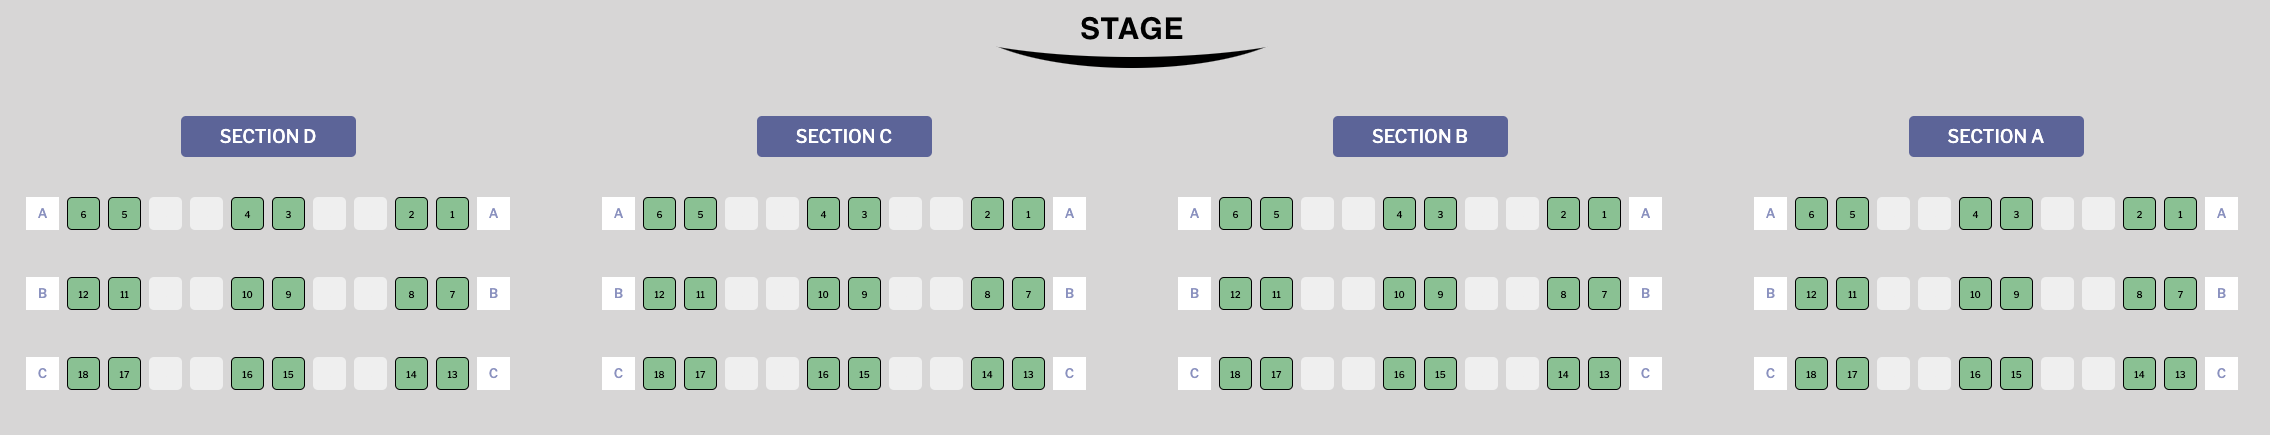 STAGE
SECTION D SECTION C SECTION B SECTION A
A 6 5 4 3 2 1 A A 6 5 4 3 2 1 A A 6 5 4 3 2 1 A A 6 5 4 3 2 1 A
B 12 11 10 9 8 7 B B 12 11 10 9 8 7 B B 12 11 10 9 8 7 B B 12 11 10 9 8 7 B
C 18 17 16 15 14 13 C C 18 17 16 15 14 13 C C 18 17 16 15 14 13 C C 18 17 16 15 14 13 C